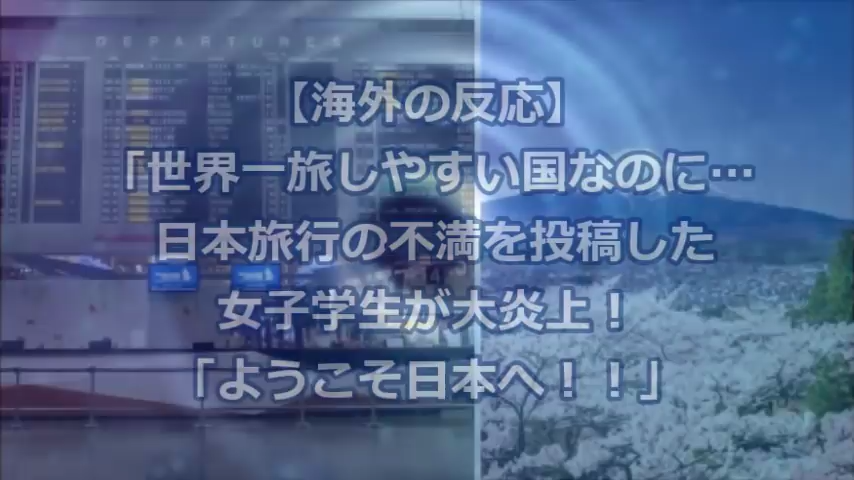 DEPARTURES
【海外の反応】
「世界一旅しやすい国なのに…
日本旅行の不満を投稿した
女子学生が大炎上！
「ようこそ日本へ！！」